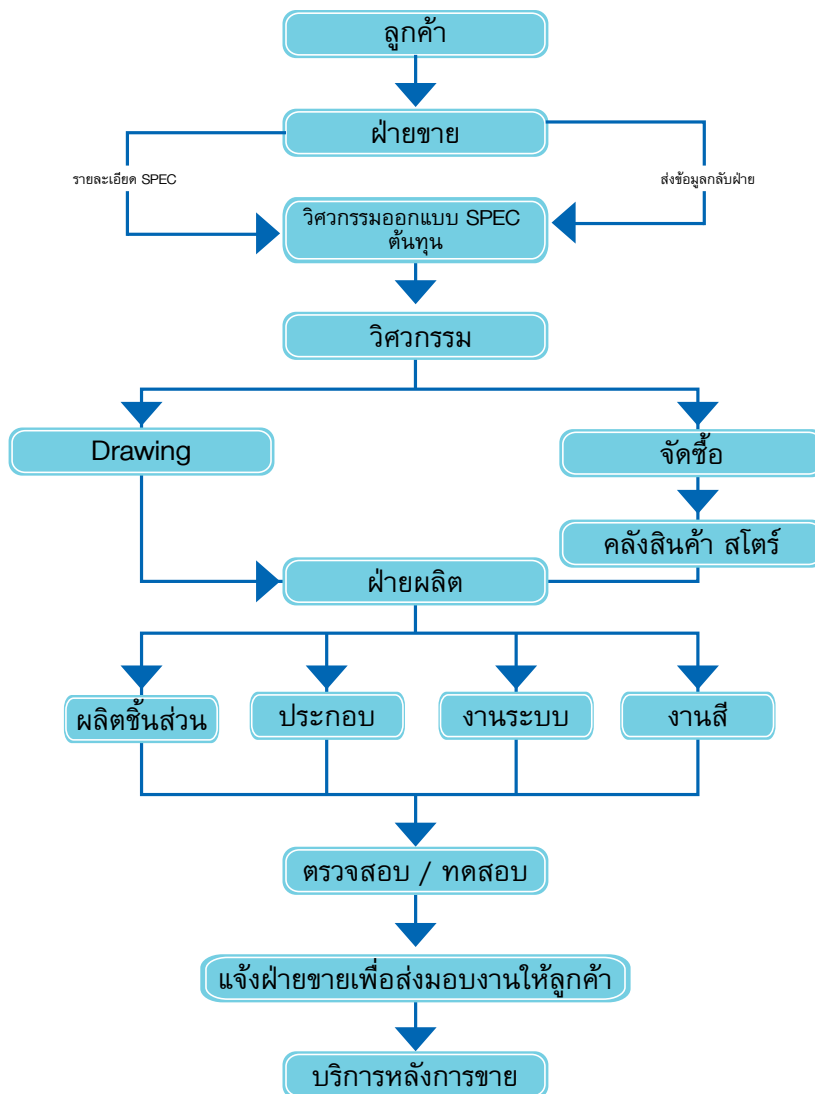 ลูกค้า
ฝ่ายขาย
รายละเอียด SPEC
ส่งข้อมูลกลับฝ่าย
วิศวกรรมออกแบบ SPEC
ต้นทุน
วิศวกรรม
Drawing
จัดซื้อ
คลังสินค้า สโตร์
ฝ่ายผลิต
ผลิตชิ้นส่วน
ประกอบ
งานระบบ
งานสี
ตรวจสอบ / ทดสอบ
แจ้งฝ่ายขายเพื่อส่งมอบงานให้ลูกค้า
บริการหลังการขาย